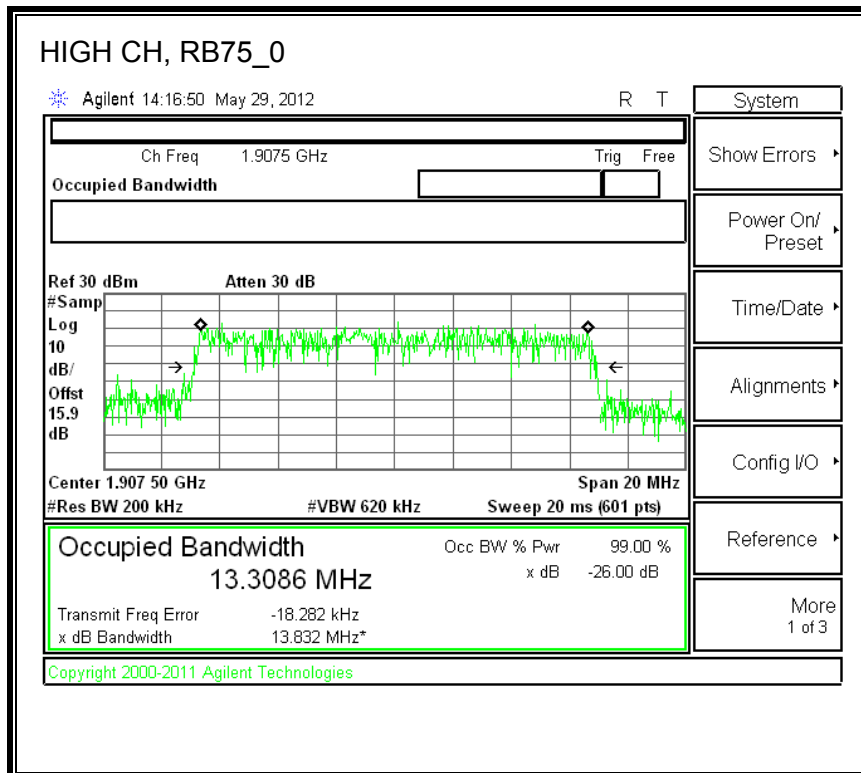 HIGH CH, RB75_0
Agilent 14:16:50 May 29, 2012 R T
System
Ch Freq 1.9075 GHz Trig Free
Occupied Bandwidth
Show Errors
Power On/
Preset
Time/Date
Alignments
Config I/O
Reference
More
1 of 3
Ref 30 dBm Atten 30 dB
#Samp
Log
10
dB/
Offst
15.9
dB
Center 1.907 50 GHz Span 20 MHz
#Res BW 200 kHz #VBW 620 kHz Sweep 20 ms (601 pts)
Occupied Bandwidth Occ BW % Pwr 99.00 %
13.3086 MHz x dB -26.00 dB
Transmit Freq Error -18.282 kHz
x dB Bandwidth 13.832 MHz*
Copyright 2000-2011 Agilent Technologies